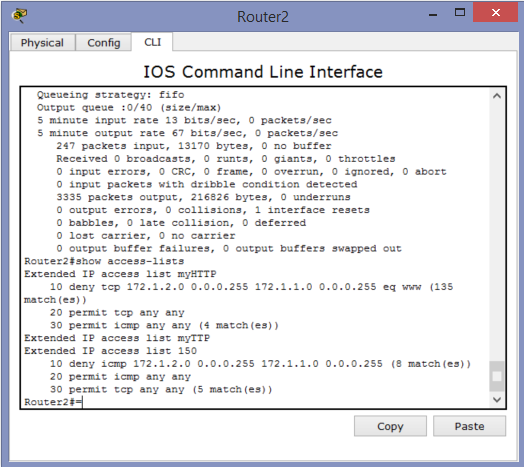 Router2
Physical Config CLI
IOS Command Line Interface
Queueing strategy: fifo
Output queue :0/40 (size/max)
5 minute input rate 13 bits/sec, 0 packets/sec
5 minute output rate 67 bits/sec, 0 packets/sec
247 packets input, 13170 bytes, 0 no buffer
Received 0 broadcasts, 0 runts, 0 giants, 0 throttles
0 input errors, 0 CRC, 0 frame, 0 overrun, 0 ignored, 0 abort
0 input packets with dribble condition detected
3335 packets output, 216826 bytes, 0 underruns
0 output errors, 0 collisions, 1 interface resets
0 babbles, 0 late collision, 0 deferred
0 lost carrier, 0 no carrier
0 output buffer failures, 0 output buffers swapped out
Router2#show access-lists
Extended IP access list myHTTP
10 deny tcp 172.1.2.0 0.0.0.255 172.1.1.0 0.0.0.255 eq www (135
match(es))
20 permit tcp any any
30 permit icmp any any (4 match(es))
Extended IP access list myTTP
Extended IP access list 150
10 deny icmp 172.1.2.0 0.0.0.255 172.1.1.0 0.0.0.255 (8 match(es))
20 permit icmp any any
30 permit tcp any any (5 match(es))
Router2#=
Copy Paste